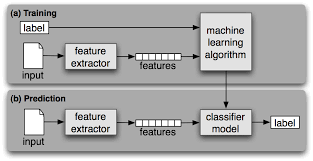 (a) Training
label
machine
learning
algorithm
feature
extractor
input
features
(b) Prediction
feature
extractor
input
features
classifier
model
label